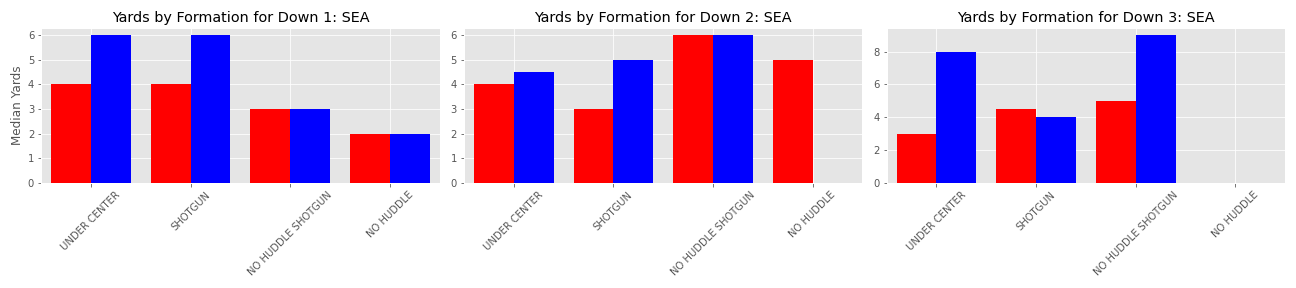 Yards by Formation for Down 1: SEA
Median Yards
6
5
4
3
2
1
0
UNDER CENTER
SHOTGUN
NO HUDDLE SHOTGUN
NO HUDDLE
Yards by Formation for Down 2: SEA
6
5
4
3
2
1
0
UNDER CENTER
SHOTGUN
NO HUDDLE SHOTGUN
NO HUDDLE
Yards by Formation for Down 3: SEA
8
6
4
2
0
UNDER CENTER
SHOTGUN
NO HUDDLE SHOTGUN
NO HUDDLE